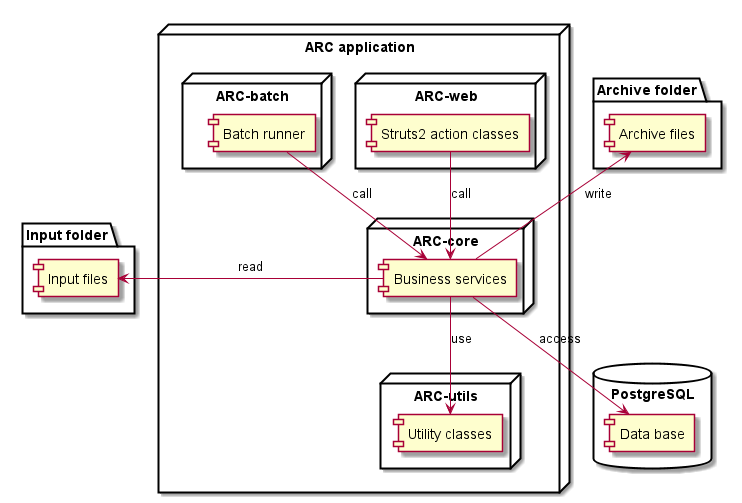 ARC application
ARC-batch
Batch runner
ARC-web
Struts2 action classes
Archive folder
Archive files
call
call
write
Input folder
Input files
read
ARC-core
Business services
use
access
ARC-utils
Utility classes
PostgreSQL
Data base